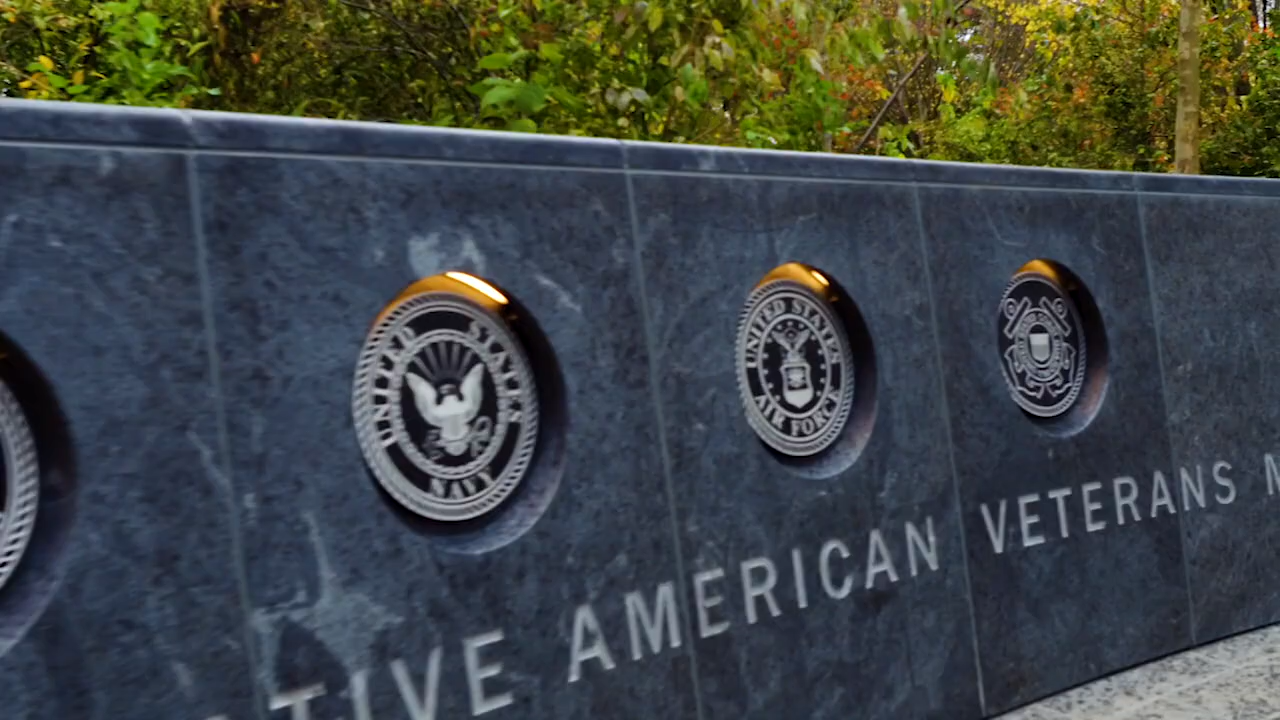 UNITED STATES
NAVY
UNITED STATES
AIR FORCE
TIVE AMERICAN VETERANS